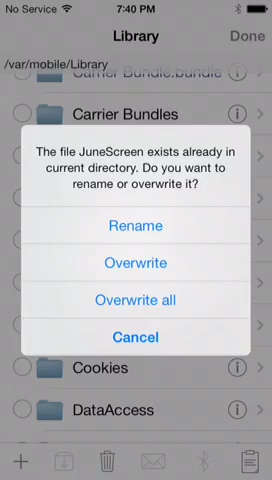 No Service 7:40 PM
Library
Done
/var/mobile/Library
Carrier Bundle.bundle
Carrier Bundles
The file JuneScreen exists already in
current directory. Do you want to
rename or overwrite it?
Rename
Overwrite
Overwrite all
Cancel
Cookies
DataAccess